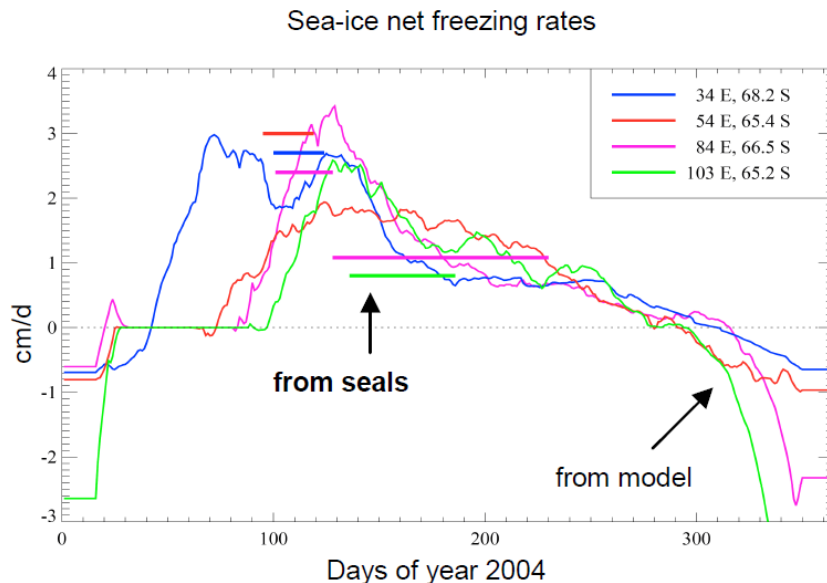 Sea-ice net freezing rates
4
3
2
1
0
-1
-2
-3
cm/d
34 E, 68.2 S
54 E, 65.4 S
84 E, 66.5 S
103 E, 65.2 S
from seals
from model
0 100 200 300
Days of year 2004